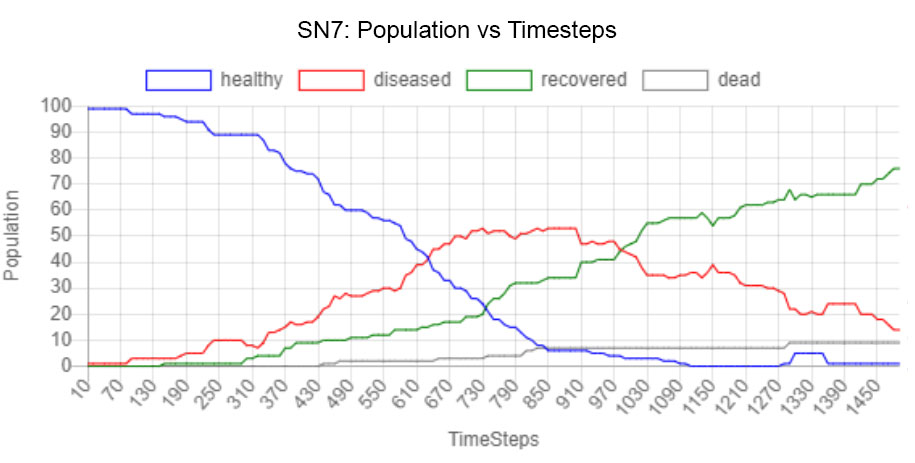 SN7: Population vs Timesteps
healthy diseased recovered dead
Population
100
90
80
70
60
50
40
30
20
10
0
10 70 130 190 250 310 370 430 490 550 610 670 730 790 850 910 970 1030 1090 1150 1210 1270 1330 1390 1450
TimeSteps